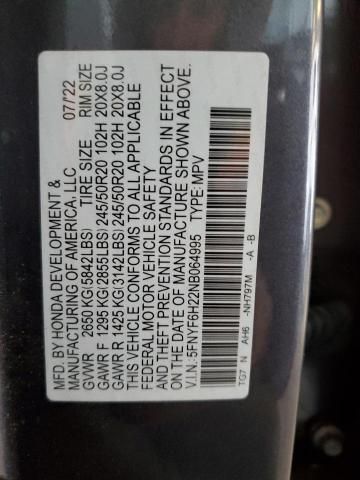 MFD. BY HONDA DEVELOPMENT &
MANUFACTURING OF AMERICA, LLC 07/'22
GVWR 2650 KG(5842LBS) TIRE SIZE RIM SIZE
GAWR F 1295 KG(2855LBS) 245/50R20 102H 20X8.0J
GAWR R 1425 KG(3142LBS) 245/50R20 102H 20X8.0J
THIS VEHICLE CONFORMS TO ALL APPLICABLE
FEDERAL MOTOR VEHICLE SAFETY
AND THEFT PREVENTION STANDARDS IN EFFECT
ON THE DATE OF MANUFACTURE SHOWN ABOVE.
V.I.N.: 5FNYF6H22NB064995 TYPE: MPV
TG7 N AH6 -NH797M -A -B